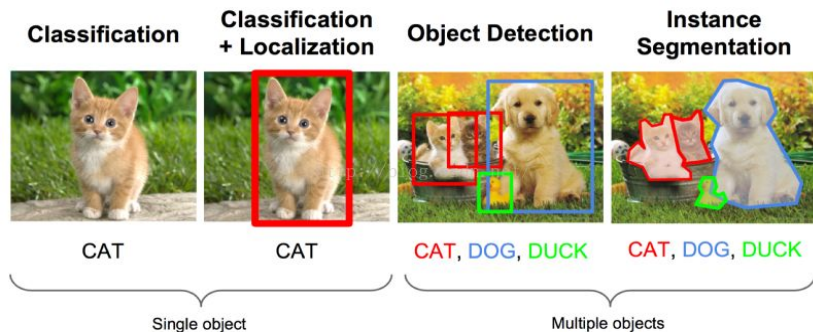 Classification
Classification
+ Localization
Object Detection
Instance
Segmentation
CAT
CAT
CAT, DOG, DUCK
CAT, DOG, DUCK
Single object
Multiple objects